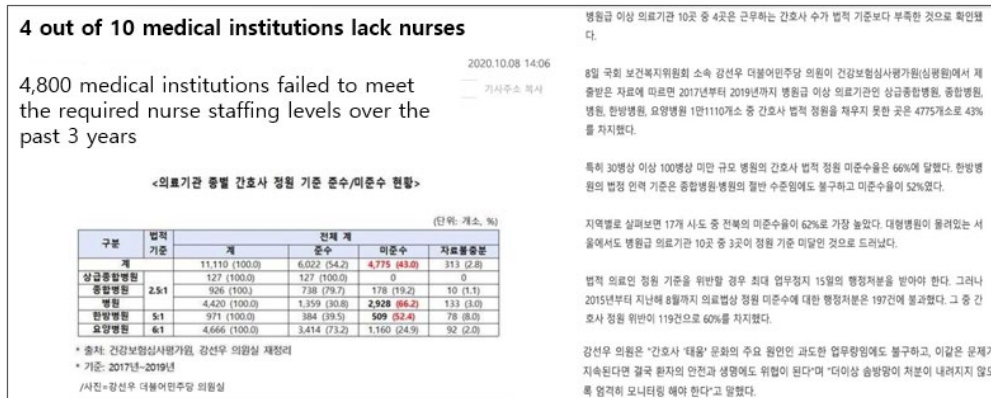 4 out of 10 medical institutions lack nurses
2020.10.08 14:06
기사주소 복사
4,800 medical institutions failed to meet
the required nurse staffing levels over the
past 3 years
<의료기관 종별 간호사 정원 기준 준수/미준수 현황>
(단위: 개소, %)
구분 법적 기준 전체 계
계 준수 미준수 자료불충분
계 11,110 (100.0) 6,022 (54.2) 4,775 (43.0) 313 (2.8)
상급종합병원 2.5:1 127 (100.0) 127 (100.0) 0 0
종합병원 926 (100.) 738 (79.7) 178 (19.2) 10 (1.1)
병원 4,420 (100.0) 1,359 (30.8) 2,928 (66.2) 133 (3.0)
한방병원 5:1 971 (100.0) 384 (39.5) 509 (52.4) 78 (8.0)
요양병원 6:1 4,666 (100.0) 3,414 (73.2) 1,160 (24.9) 92 (2.0)
* 출처: 건강보험심사평가원, 강선우 의원실 재정리
* 기준: 2017년~2019년
/사진=강선우 더불어민주당 의원실
병원급 이상 의료기관 10곳 중 4곳은 근무하는 간호사 수가 법적 기준보다 부족한 것으로 확인됐
다.
8일 국회 보건복지위원회 소속 강선우 더불어민주당 의원이 건강보험심사평가원(심평원)에서 제
출받은 자료에 따르면 2017년부터 2019년까지 병원급 이상 의료기관인 상급종합병원, 종합병원,
병원, 한방병원, 요양병원 1만1110개소 중 간호사 법적 정원을 채우지 못한 곳은 4775개소로 43%
를 차지했다.
특히 30병상 이상 100병상 미만 규모 병원의 간호사 법적 정원 미준수율은 66%에 달했다. 한방병
원의 법정 인력 기준은 종합병원·병원의 절반 수준임에도 불구하고 미준수율이 52%였다.
지역별로 살펴보면 17개 시·도 중 전북의 미준수율이 62%로 가장 높았다. 대형병원이 몰려있는 서
울에서도 병원급 의료기관 10곳 중 3곳이 정원 기준 미달인 것으로 드러났다.
법적 의료인 정원 기준을 위반할 경우 최대 업무정지 15일의 행정처분을 받아야 한다. 그러나
2015년부터 지난해 8월까지 의료법상 정원 미준수에 대한 행정처분은 197건에 불과했다. 그 중 간
호사 정원 위반이 119건으로 60%를 차지했다.
강선우 의원은 "간호사 '태움' 문화의 주요 원인인 과도한 업무량임에도 불구하고, 이같은 문제가
지속된다면 결국 환자의 안전과 생명에도 위협이 된다"며 "더이상 솜방망이 처분이 내려지지 않도
록 엄격히 모니터링 해야 한다"고 말했다.